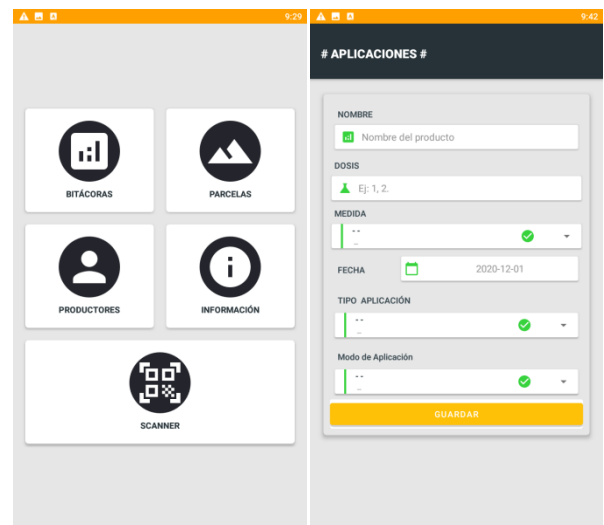 9:29
BITÁCORAS
PARCELAS
PRODUCTORES
INFORMACIÓN
SCANNER
9:42
# APLICACIONES #
NOMBRE
Nombre del producto
DOSIS
Ej: 1, 2.
MEDIDA
- -
–
FECHA
2020-12-01
TIPO APLICACIÓN
- -
–
Modo de Aplicación
- -
–
GUARDAR